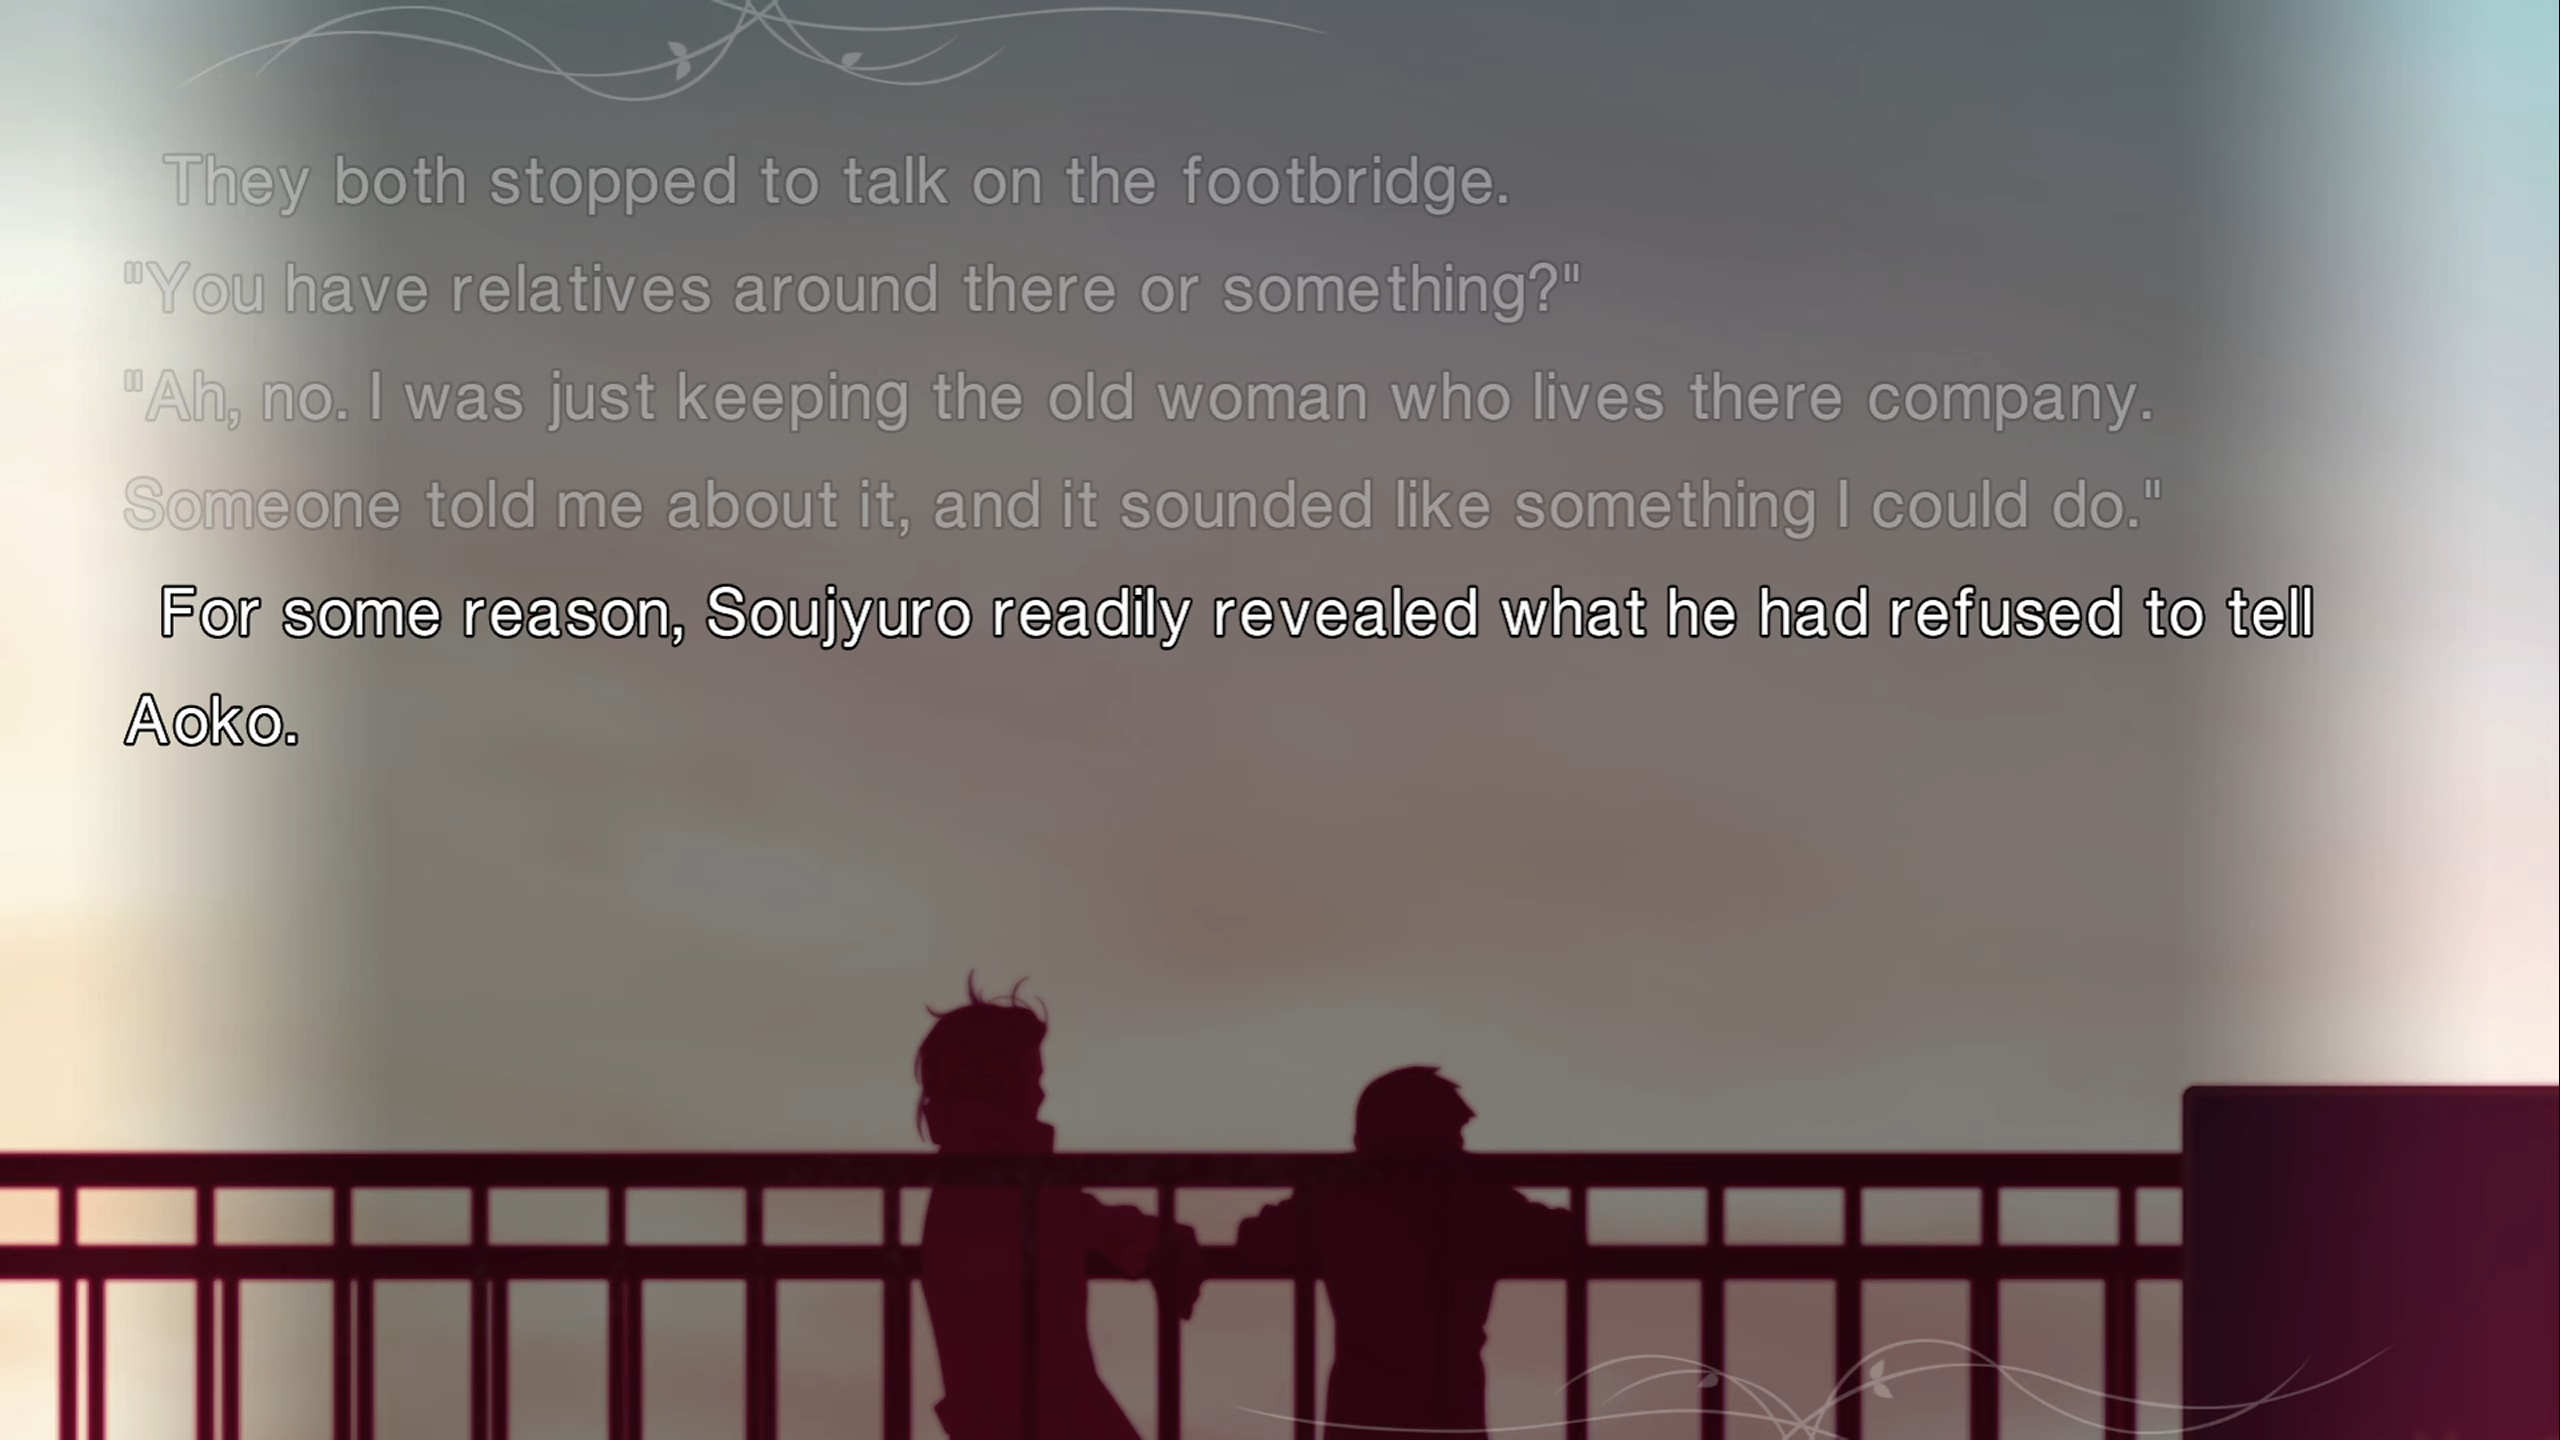 They both stopped to talk on the footbridge.
"You have relatives around there or something?"
"Ah, no. I was just keeping the old woman who lives there company.
Someone told me about it, and it sounded like something I could do."
For some reason, Soujyuro readily revealed what he had refused to tell
Aoko.